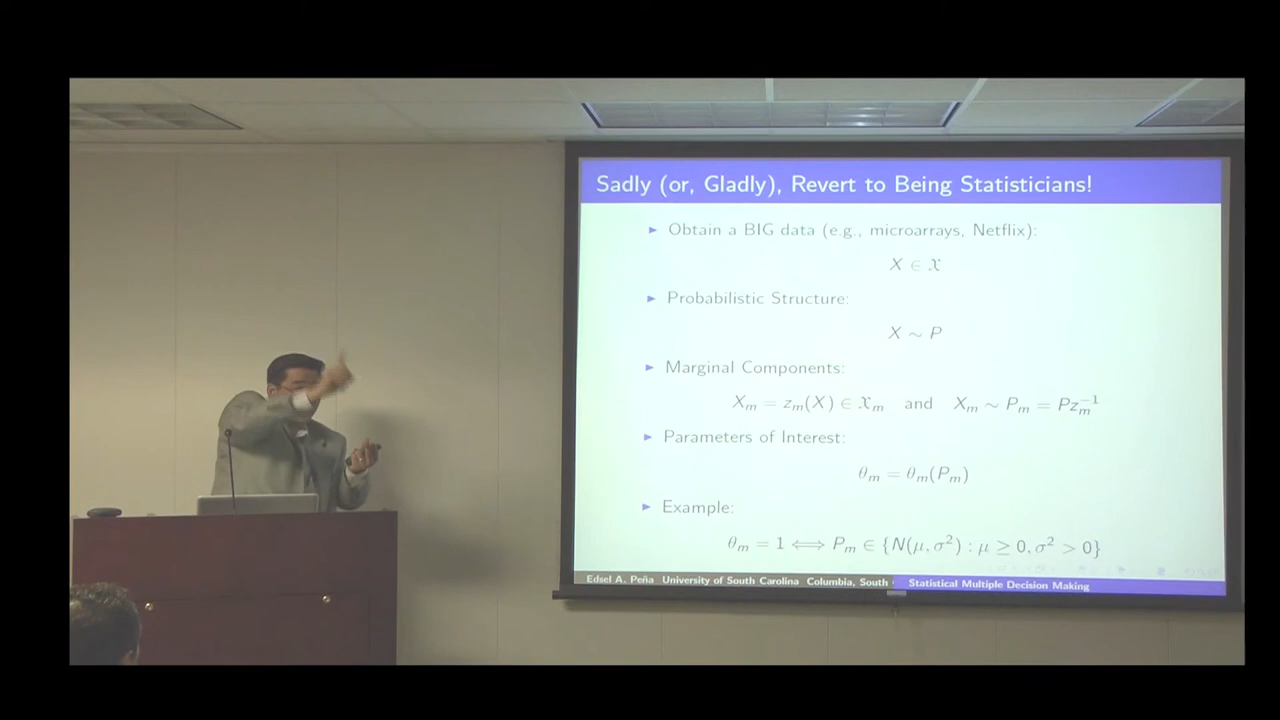 Sadly (or, Gladly), Revert to Being Statisticians!
▶ Obtain a BIG data (e.g., microarrays, Netflix):
X ∈ 𝔛
▶ Probabilistic Structure:
X ∼ P
▶ Marginal Components:
X_m = z_m(X) ∈ 𝔛_m and X_m ∼ P_m = Pz_m^{-1}
▶ Parameters of Interest:
θ_m = θ_m(P_m)
▶ Example:
θ_m = 1 ⟺ P_m ∈ {N(μ, σ²) : μ ≥ 0, σ² > 0}
Edsel A. Peña University of South Carolina Columbia, South Statistical Multiple Decision Making